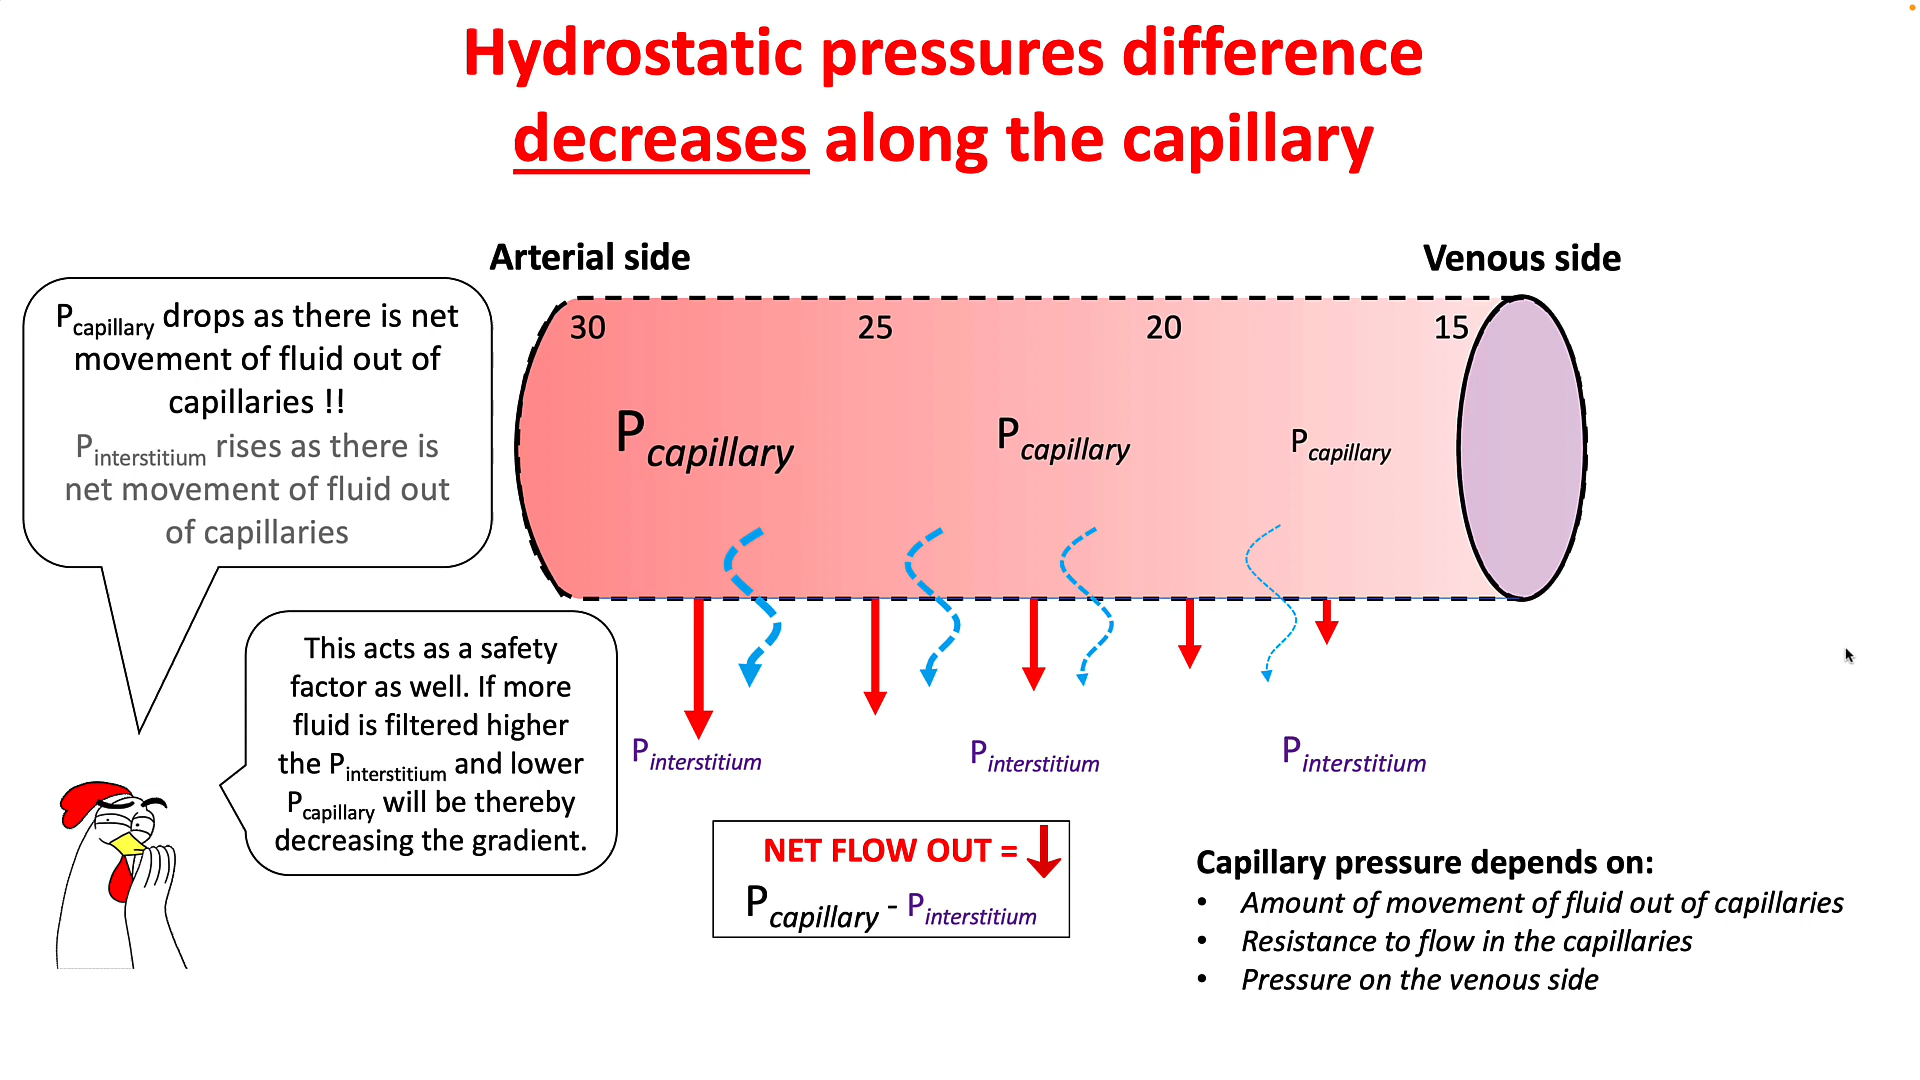 Hydrostatic pressures difference
decreases along the capillary
Arterial side
Venous side
Pcapillary drops as there is net
movement of fluid out of
capillaries !!
Pinterstitium rises as there is
net movement of fluid out
of capillaries
30 25 20 15
Pcapillary Pcapillary Pcapillary
This acts as a safety
factor as well. If more
fluid is filtered higher
the Pinterstitium and lower
Pcapillary will be thereby
decreasing the gradient.
Pinterstitium Pinterstitium Pinterstitium
NET FLOW OUT =
Pcapillary - Pinterstitium
Capillary pressure depends on:
• Amount of movement of fluid out of capillaries
• Resistance to flow in the capillaries
• Pressure on the venous side